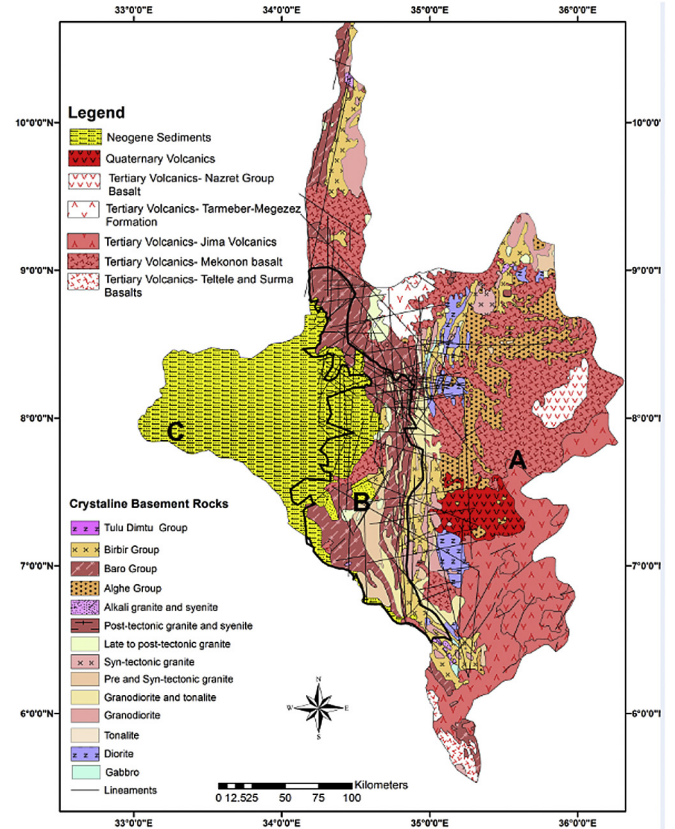 33°0'0"E 34°0'0"E 35°0'0"E 36°0'0"E
10°0'0"N
10°0'0"N
9°0'0"N
9°0'0"N
8°0'0"N
8°0'0"N
7°0'0"N
7°0'0"N
6°0'0"N
6°0'0"N
Legend
Neogene Sediments
Quaternary Volcanics
Tertiary Volcanics- Nazret Group
Basalt
Tertiary Volcanics- Tarmeber-Megezez
Formation
Tertiary Volcanics- Jima Volcanics
Tertiary Volcanics- Mekonon basalt
Tertiary Volcanics- Teltele and Surma
Basalts
C
A
B
Crystaline Basement Rocks
Tulu Dimtu Group
Birbir Group
Baro Group
Alghe Group
Alkali granite and syenite
Post-tectonic granite and syienite
Late to post-tectonic granite
Syn-tectonic granite
Pre and Syn-tectonic granite
Granodiorite and tonalite
Granodiorite
Tonalite
Diorite
Gabbro
Lineaments
N
W E
S
Kilometers
0 12.525 50 75 100
33°0'0"E 34°0'0"E 35°0'0"E 36°0'0"E